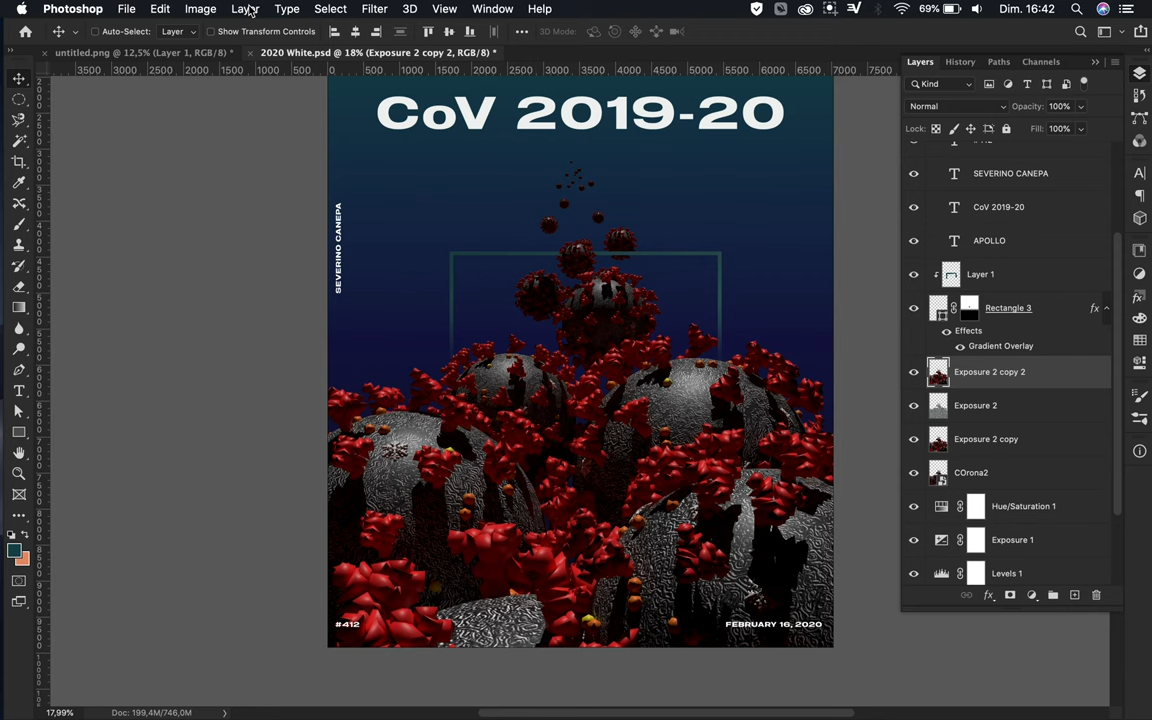 Photoshop File Edit Image Layer Type Select Filter 3D View Window Help 69% Dim. 16:42
Auto-Select: Layer Show Transform Controls 3D Mode:
untitled.png @ 12,5% (Layer 1, RGB/8) * 2020 White.psd @ 18% (Exposure 2 copy 2, RGB/8) *
3500 3000 2500 2000 1500 1000 500 0 500 1000 1500 2000 2500 3000 3500 4000 4500 5000 5500 6000 6500 7000 7500
CoV 2019-20
SEVERINO CANEPA
#412
FEBRUARY 16, 2020
Layers History Paths Channels
Kind
Normal Opacity: 100%
Lock: Fill: 100%
SEVERINO CANEPA
CoV 2019-20
APOLLO
Layer 1
Rectangle 3 fx
Effects
Gradient Overlay
Exposure 2 copy 2
Exposure 2
Exposure 2 copy
COrona2
Hue/Saturation 1
Exposure 1
Levels 1
fx
17,99% Doc: 199,4M/746,0M